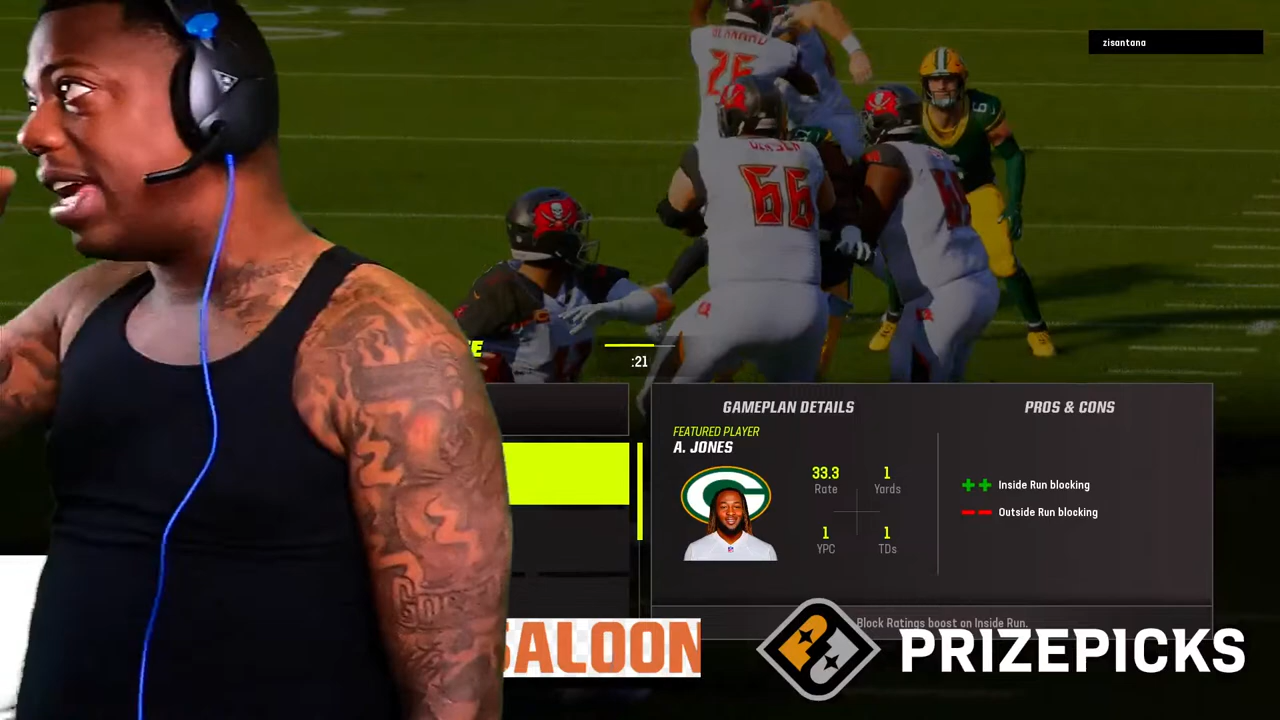 zisantana
66
6
:21
GAMEPLAN DETAILS
PROS & CONS
FEATURED PLAYER
A. JONES
33.3
1
Rate
Yards
++ Inside Run blocking
-- Outside Run blocking
1
1
YPC
TDs
Block Ratings boost on Inside Run.
SALOON
PRIZEPICKS